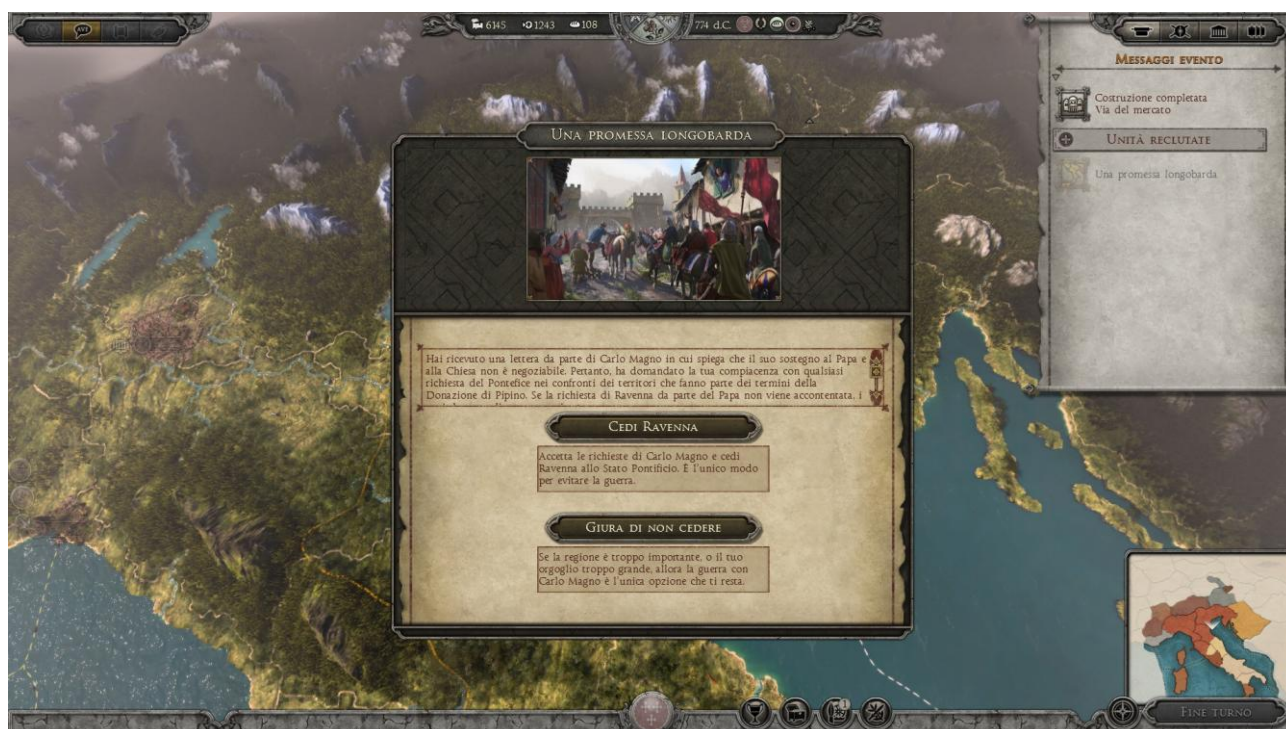 AVI
6145
1243
108
774 d.C.
MESSAGGI EVENTO
Costruzione completata
Via del mercato
UNITÀ RECLUTATE
Una promessa longobarda
UNA PROMESSA LONGOBARDA
Hai ricevuto una lettera da parte di Carlo Magno in cui spiega che il suo sostegno al Papa e
alla Chiesa non è negoziabile. Pertanto, ha domandato la tua compiacenza con qualsiasi
richiesta del Pontefice nei confronti dei territori che fanno parte dei termini della
Donazione di Pipino. Se la richiesta di Ravenna da parte del Papa non viene accontentata, i
CEDI RAVENNA
Accetta le richieste di Carlo Magno e cedi
Ravenna allo Stato Pontificio. È l'unico modo
per evitare la guerra.
GIURA DI NON CEDERE
Se la regione è troppo importante, o il tuo
orgoglio troppo grande, allora la guerra con
Carlo Magno è l'unica opzione che ti resta.
FINE TURNO